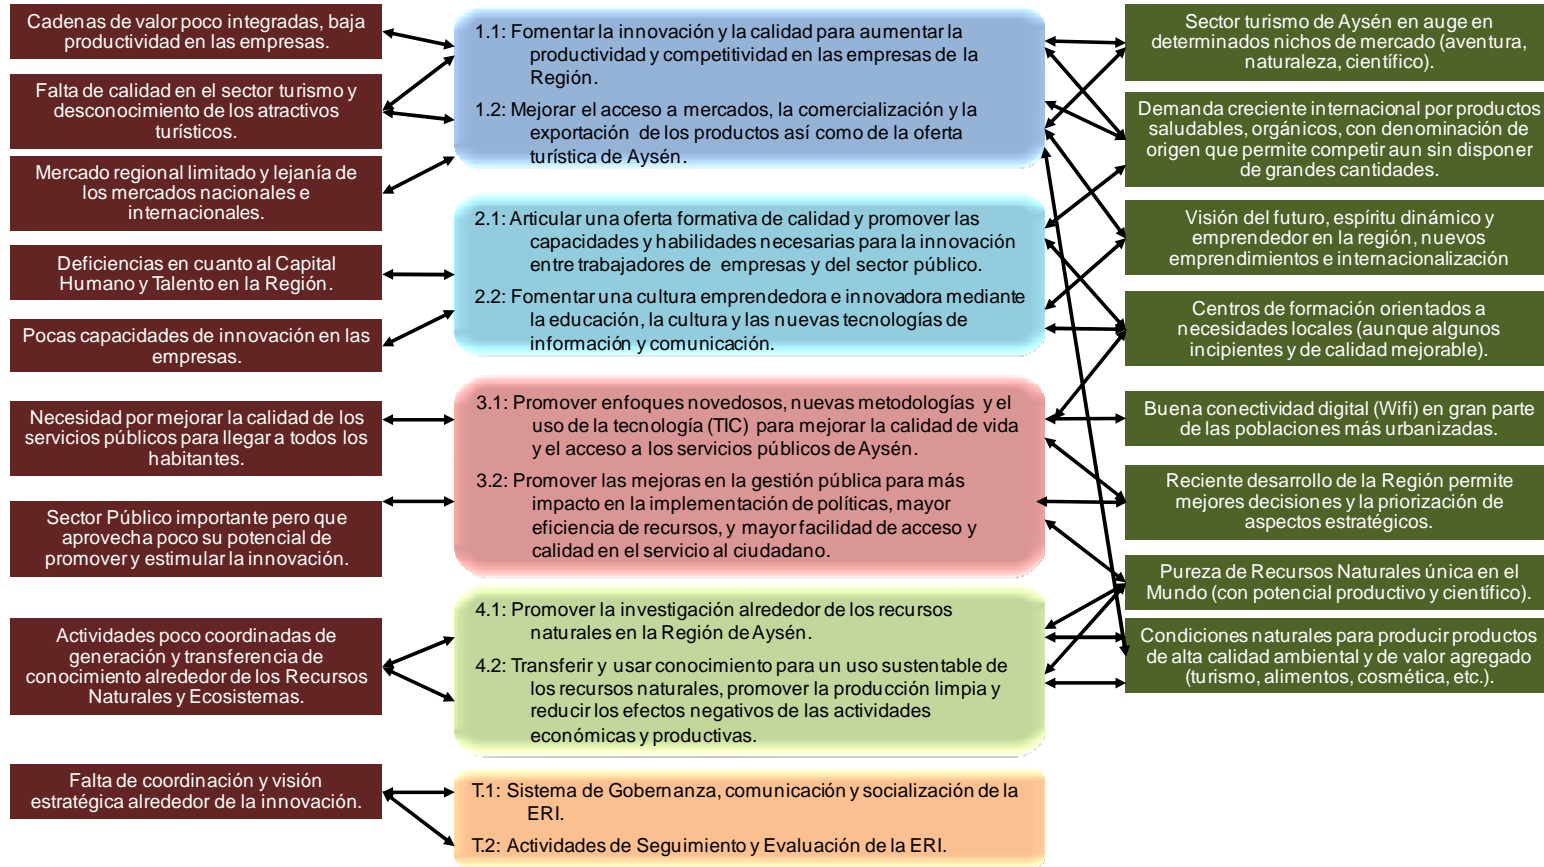 Cadenas de valor poco integradas, baja
productividad en las empresas.
Falta de calidad en el sector turismo y
desconocimiento de los atractivos
turísticos.
Mercado regional limitado y lejanía de
los mercados nacionales e
internacionales.
Deficiencias en cuanto al Capital
Humano y Talento en la Región.
Pocas capacidades de innovación en las
empresas.
Necesidad por mejorar la calidad de los
servicios públicos para llegar a todos los
habitantes.
Sector Público importante pero que
aprovecha poco su potencial de
promover y estimular la innovación.
Actividades poco coordinadas de
generación y transferencia de
conocimiento alrededor de los Recursos
Naturales y Ecosistemas.
Falta de coordinación y visión
estratégica alrededor de la innovación.
1.1: Fomentar la innovación y la calidad para aumentar la
productividad y competitividad en las empresas de la
Región.
1.2: Mejorar el acceso a mercados, la comercialización y la
exportación de los productos así como de la oferta
turística de Aysén.
2.1: Articular una oferta formativa de calidad y promover las
capacidades y habilidades necesarias para la innovación
entre trabajadores de empresas y del sector público.
2.2: Fomentar una cultura emprendedora e innovadora mediante
la educación, la cultura y las nuevas tecnologías de
información y comunicación.
3.1: Promover enfoques novedosos, nuevas metodologías y el
uso de la tecnología (TIC) para mejorar la calidad de vida
y el acceso a los servicios públicos de Aysén.
3.2: Promover las mejoras en la gestión pública para más
impacto en la implementación de políticas, mayor
eficiencia de recursos, y mayor facilidad de acceso y
calidad en el servicio al ciudadano.
4.1: Promover la investigación alrededor de los recursos
naturales en la Región de Aysén.
4.2: Transferir y usar conocimiento para un uso sustentable de
los recursos naturales, promover la producción limpia y
reducir los efectos negativos de las actividades
económicas y productivas.
T.1: Sistema de Gobernanza, comunicación y socialización de la
ERI.
T.2: Actividades de Seguimiento y Evaluación de la ERI.
Sector turismo de Aysén en auge en
determinados nichos de mercado (aventura,
naturaleza, científico).
Demanda creciente internacional por productos
saludables, orgánicos, con denominación de
origen que permite competir aun sin disponer
de grandes cantidades.
Visión del futuro, espíritu dinámico y
emprendedor en la región, nuevos
emprendimientos e internacionalización
Centros de formación orientados a
necesidades locales (aunque algunos
incipientes y de calidad mejorable).
Buena conectividad digital (Wifi) en gran parte
de las poblaciones más urbanizadas.
Reciente desarrollo de la Región permite
mejores decisiones y la priorización de
aspectos estratégicos.
Pureza de Recursos Naturales única en el
Mundo (con potencial productivo y científico).
Condiciones naturales para producir productos
de alta calidad ambiental y de valor agregado
(turismo, alimentos, cosmética, etc.).